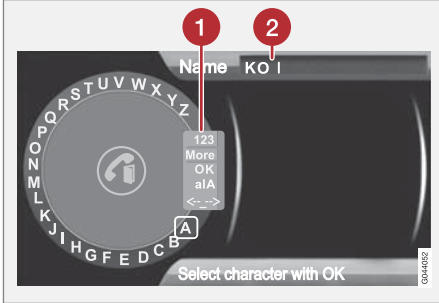 1
2
Name KO I
Z Y X W V U T S R Q P O N M L K J I H G F E D C B A
123
More
OK
a|A
<--_-->
Select character with OK
G044052